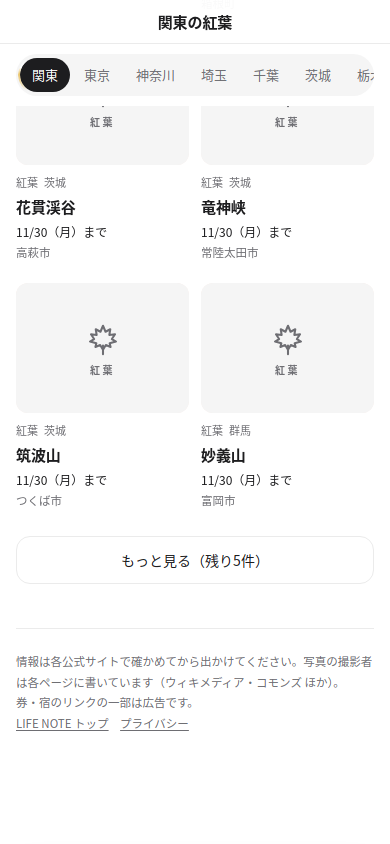 関東の紅葉
関東 東京 神奈川 埼玉 千葉 茨城
紅葉 紅葉
紅葉 茨城 紅葉 茨城
花貫渓谷 竜神峡
11/30（月）まで 11/30（月）まで
高萩市 常陸太田市
紅葉 紅葉
紅葉 茨城 紅葉 群馬
筑波山 妙義山
11/30（月）まで 11/30（月）まで
つくば市 富岡市
もっと見る（残り5件）
情報は各公式サイトで確かめてから出かけてください。写真の撮影者
は各ページに書いています（ウィキメディア・コモンズ ほか）。
券・宿のリンクの一部は広告です。
LIFE NOTE トップ プライバシー